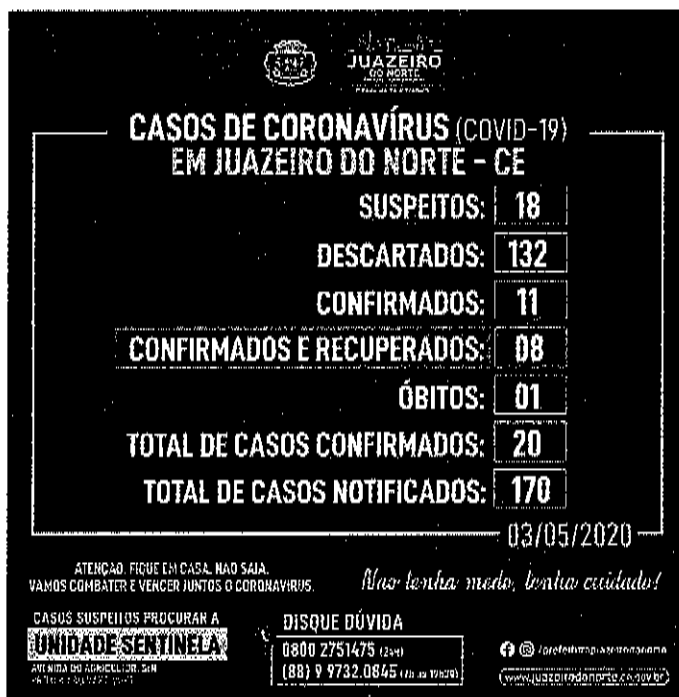 JUAZEIRO
DO NORTE
CASOS DE CORONAVÍRUS (COVID-19)
EM JUAZEIRO DO NORTE - CE
SUSPEITOS: 18
DESCARTADOS: 132
CONFIRMADOS: 11
CONFIRMADOS E RECUPERADOS: 08
ÓBITOS: 01
TOTAL DE CASOS CONFIRMADOS: 20
TOTAL DE CASOS NOTIFICADOS: 170
03/05/2020
ATENÇÃO. FIQUE EM CASA. NÃO SAIA.
VAMOS COMBATER E VENCER JUNTOS O CORONAVÍRUS.
Não tenha medo, tenha cuidado!
CASOS SUSPEITOS PROCURAR A
UNIDADE SENTINELA
AVENIDA DO AGRICULTOR, S/N
DISQUE DÚVIDA
0800 2751475 (24H)
(88) 9 9732.0645
www.juazeirodonorte.ce.gov.br